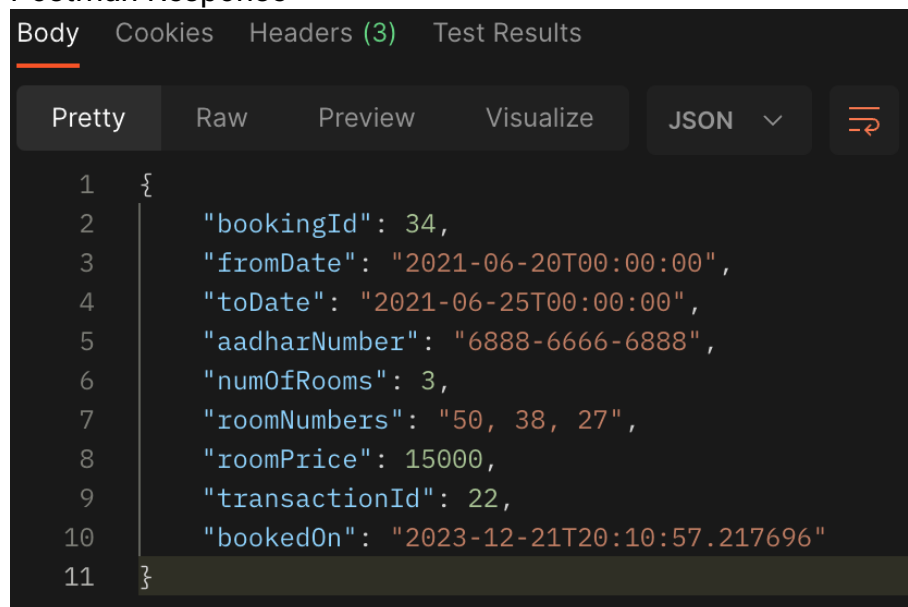 Postman Response
Body Cookies Headers (3) Test Results
Pretty Raw Preview Visualize JSON
1 {
2 "bookingId": 34,
3 "fromDate": "2021-06-20T00:00:00",
4 "toDate": "2021-06-25T00:00:00",
5 "aadharNumber": "6888-6666-6888",
6 "numOfRooms": 3,
7 "roomNumbers": "50, 38, 27",
8 "roomPrice": 15000,
9 "transactionId": 22,
10 "bookedOn": "2023-12-21T20:10:57.217696"
11 }